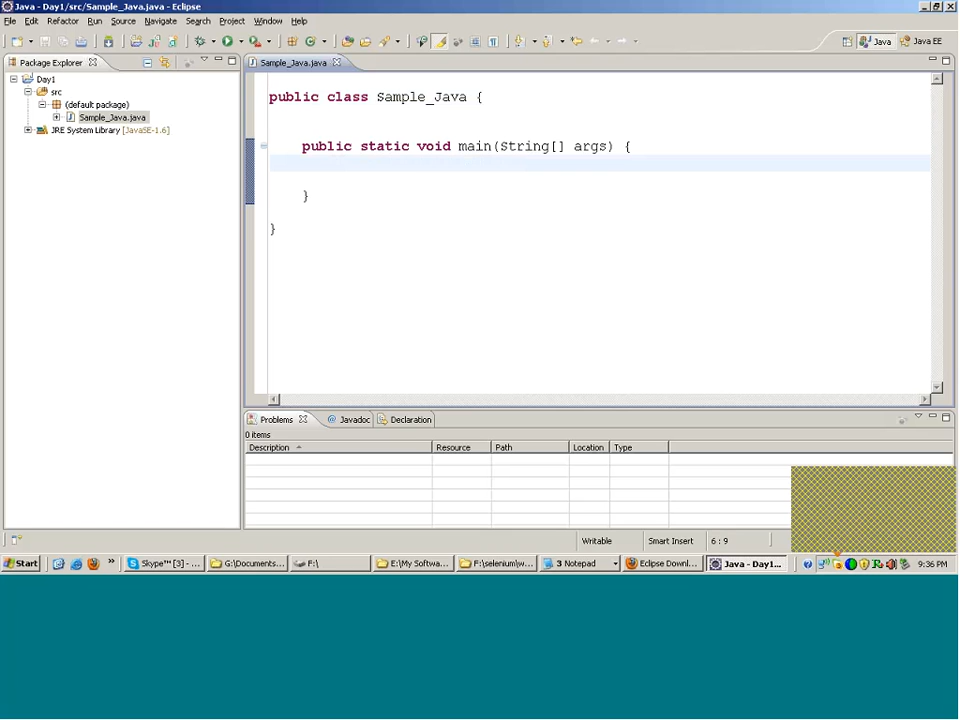 Java - Day1/src/Sample_Java.java - Eclipse
File Edit Refactor Run Source Navigate Search Project Window Help
Java Java EE
Package Explorer
Sample_Java.java
Day1
src
(default package)
Sample_Java.java
JRE System Library [JavaSE-1.6]
public class Sample_Java {
public static void main(String[] args) {
}
}
Problems @ Javadoc Declaration
0 items
Description Resource Path Location Type
Writable Smart Insert 6 : 9
Start » Skype™ [3] - ... G:\Documents... F:\ E:\My Softwa... F:\selenium\w... 3 Notepad Eclipse Downl... Java - Day1... 9:36 PM